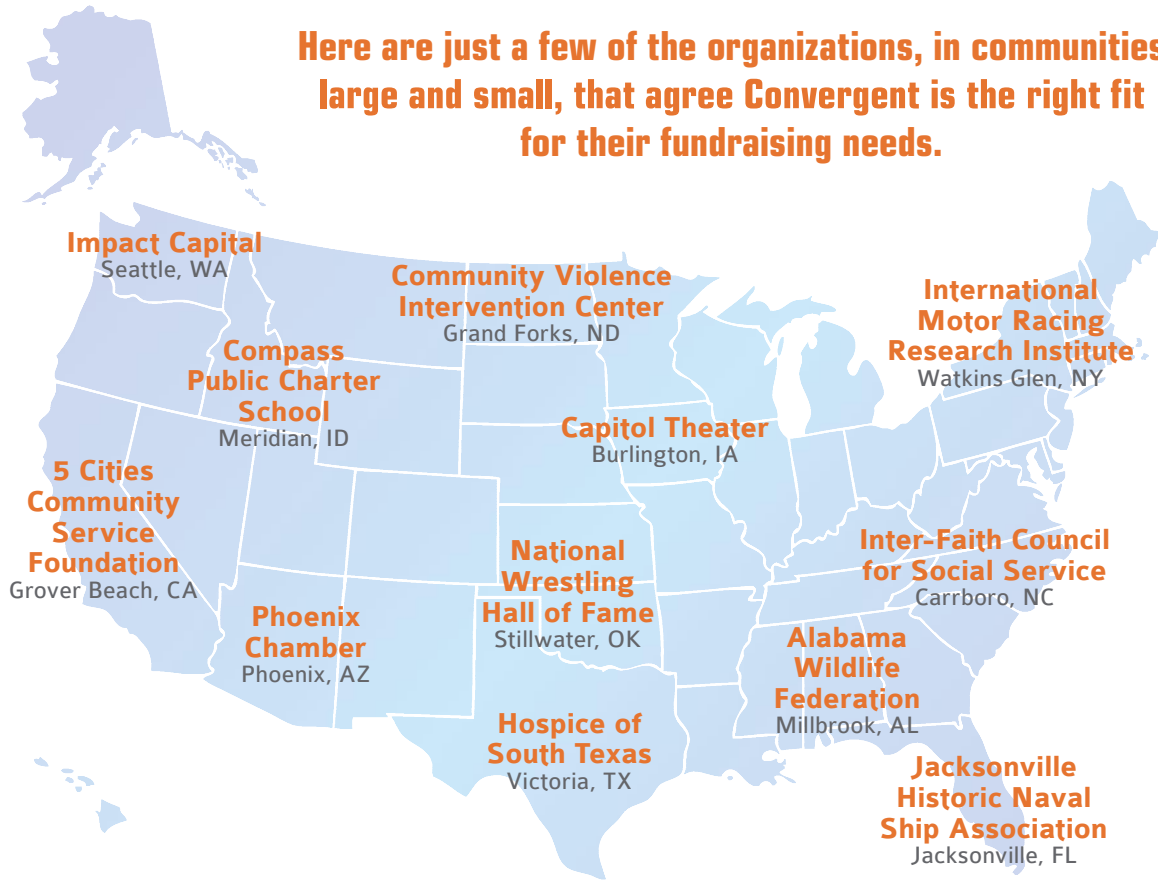 Here are just a few of the organizations, in communities
large and small, that agree Convergent is the right fit
for their fundraising needs.
Impact Capital
Seattle, WA
Community Violence
Intervention Center
Grand Forks, ND
International
Motor Racing
Research Institute
Watkins Glen, NY
Compass
Public Charter
School
Meridian, ID
Capitol Theater
Burlington, IA
5 Cities
Community
Service
Foundation
Grover Beach, CA
National
Wrestling
Hall of Fame
Stillwater, OK
Inter-Faith Council
for Social Service
Carrboro, NC
Phoenix
Chamber
Phoenix, AZ
Alabama
Wildlife
Federation
Millbrook, AL
Hospice of
South Texas
Victoria, TX
Jacksonville
Historic Naval
Ship Association
Jacksonville, FL